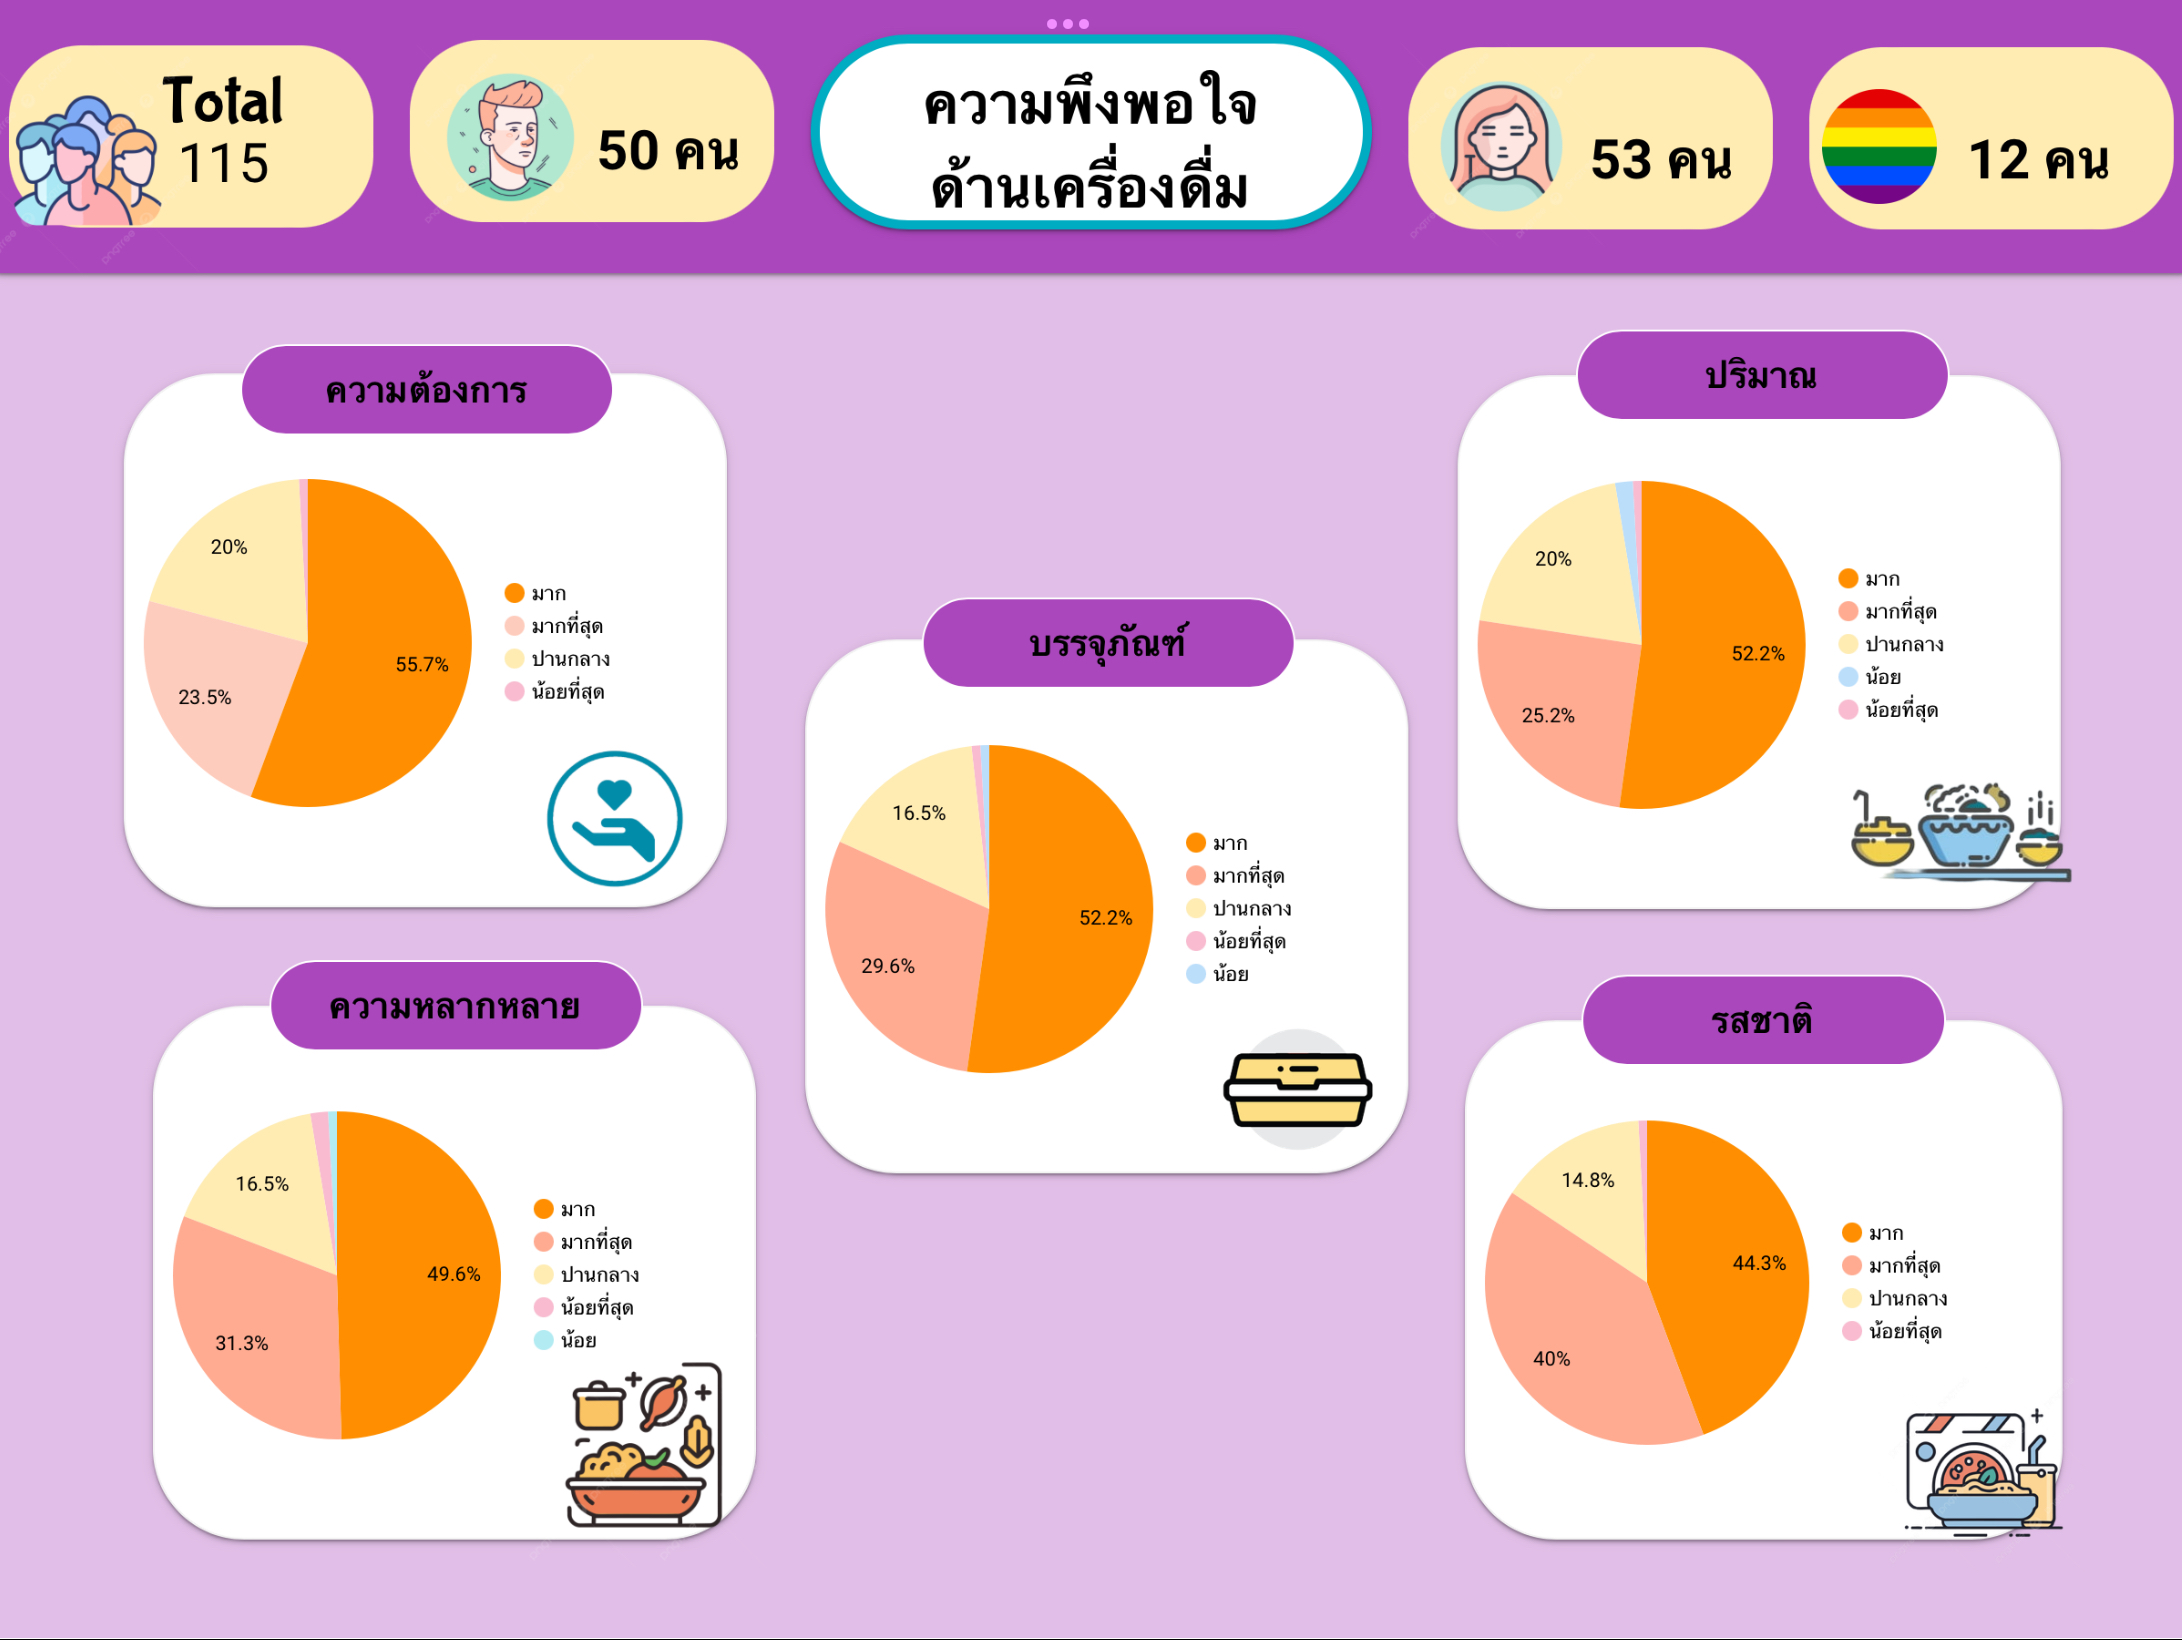 Total
115
50 คน
ความพึงพอใจ
ด้านเครื่องดื่ม
53 คน
12 คน
ความต้องการ
20%
23.5%
55.7%
มาก
มากที่สุด
ปานกลาง
น้อยที่สุด
ปริมาณ
20%
25.2%
52.2%
มาก
มากที่สุด
ปานกลาง
น้อย
น้อยที่สุด
บรรจุภัณฑ์
16.5%
29.6%
52.2%
มาก
มากที่สุด
ปานกลาง
น้อยที่สุด
น้อย
ความหลากหลาย
16.5%
31.3%
49.6%
มาก
มากที่สุด
ปานกลาง
น้อยที่สุด
น้อย
รสชาติ
14.8%
40%
44.3%
มาก
มากที่สุด
ปานกลาง
น้อยที่สุด